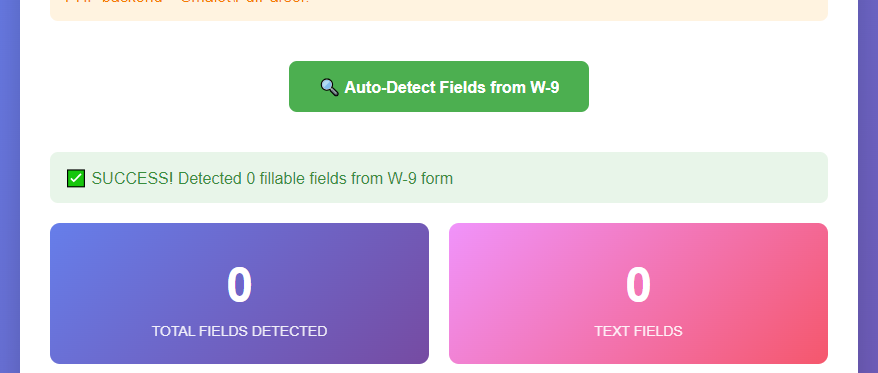 Auto-Detect Fields from W-9
SUCCESS! Detected 0 fillable fields from W-9 form
0
TOTAL FIELDS DETECTED
0
TEXT FIELDS